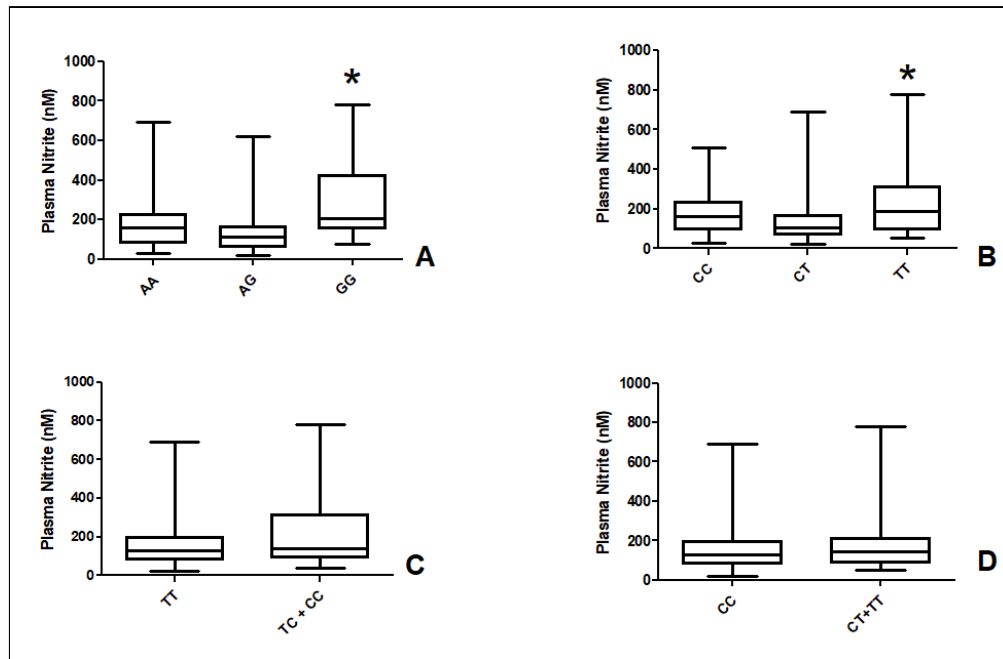 Plasma Nitrite (nM)
1000
800
600
400
200
0
*
AA
AG
GG
A
Plasma Nitrite (nM)
1000
800
600
400
200
0
*
CC
CT
TT
B
Plasma Nitrite (nM)
1000
800
600
400
200
0
TT
TC + CC
C
Plasma Nitrite (nM)
1000
800
600
400
200
0
CC
CT+TT
D